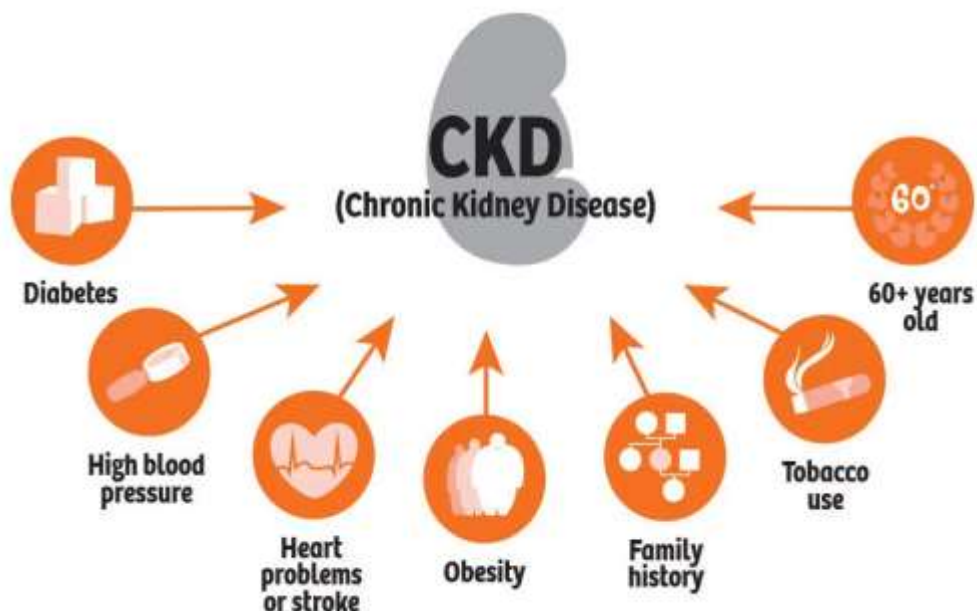 CKD
(Chronic Kidney Disease)
Diabetes
High blood
pressure
Heart
problems
or stroke
Obesity
Family
history
Tobacco
use
60+
60+ years
old